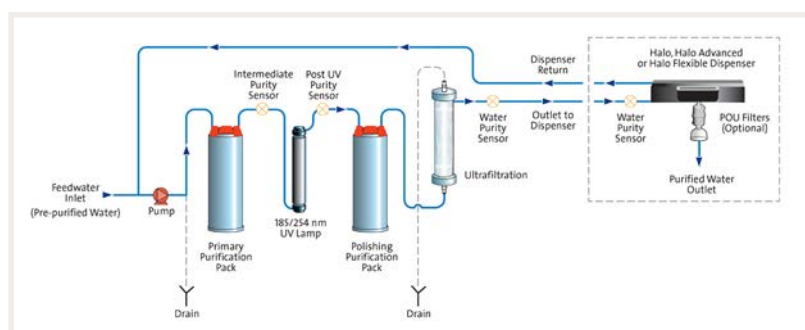 Dispenser
Return
Halo, Halo Advanced
or Halo Flexible Dispenser
Intermediate
Purity
Sensor
Post UV
Purity
Sensor
Water
Purity
Sensor
Outlet to
Dispenser
Water
Purity
Sensor
POU Filters
(Optional)
Ultrafiltration
Purified Water
Outlet
Feedwater
Inlet
(Pre-purified Water)
Pump
185/254 nm
UV Lamp
Primary
Purification
Pack
Polishing
Purification
Pack
Drain
Drain